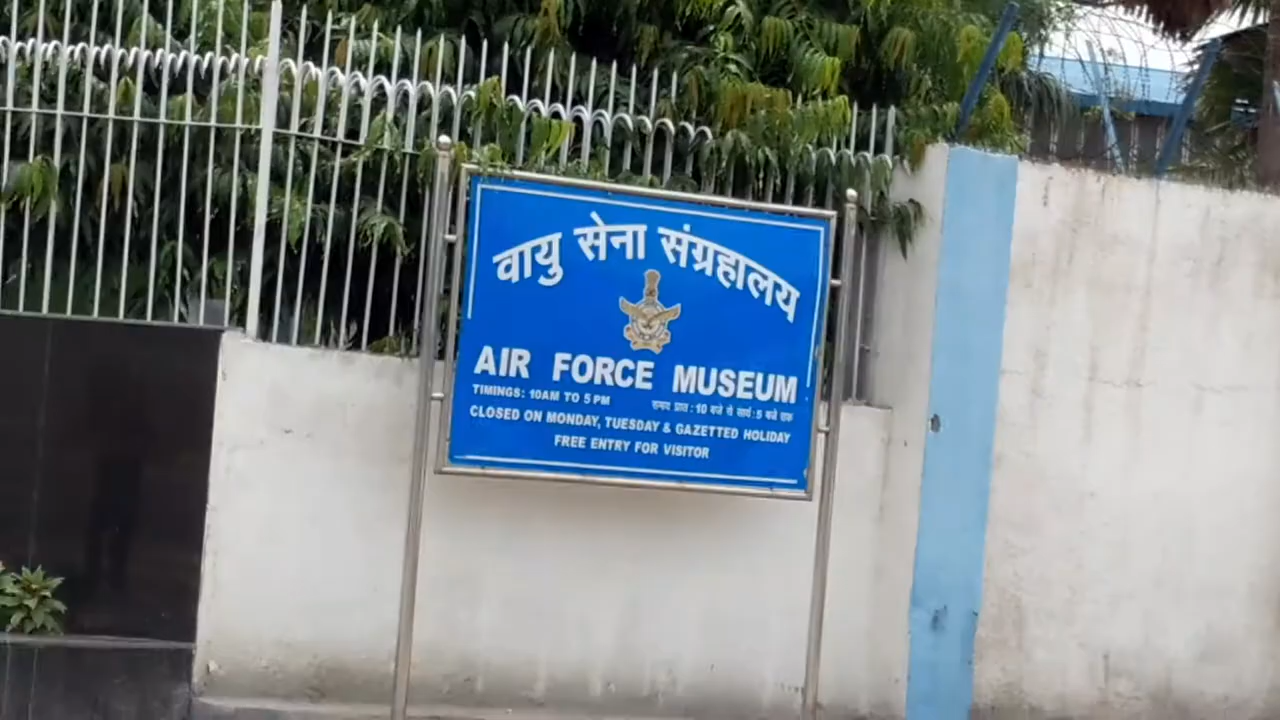 वायु सेना संग्रहालय
AIR FORCE MUSEUM
TIMINGS: 10AM TO 5 PM
समय प्रात : 10 बजे से सायं : 5 बजे तक
CLOSED ON MONDAY, TUESDAY & GAZETTED HOLIDAY
FREE ENTRY FOR VISITOR